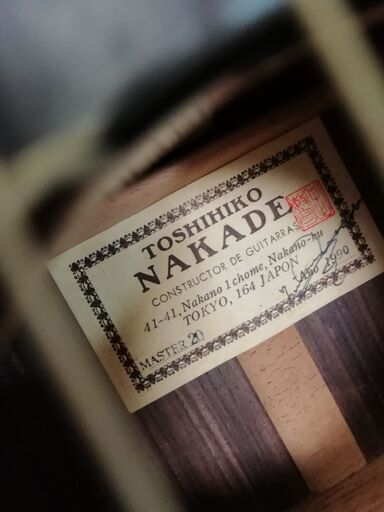 TOSHIHIKO
NAKADE
CONSTRUCTOR DE GUITARRAS
41-41, Nakano 1 chome, Nakano-ku
TOKYO, 164 JAPON
Año 1990
MASTER 20